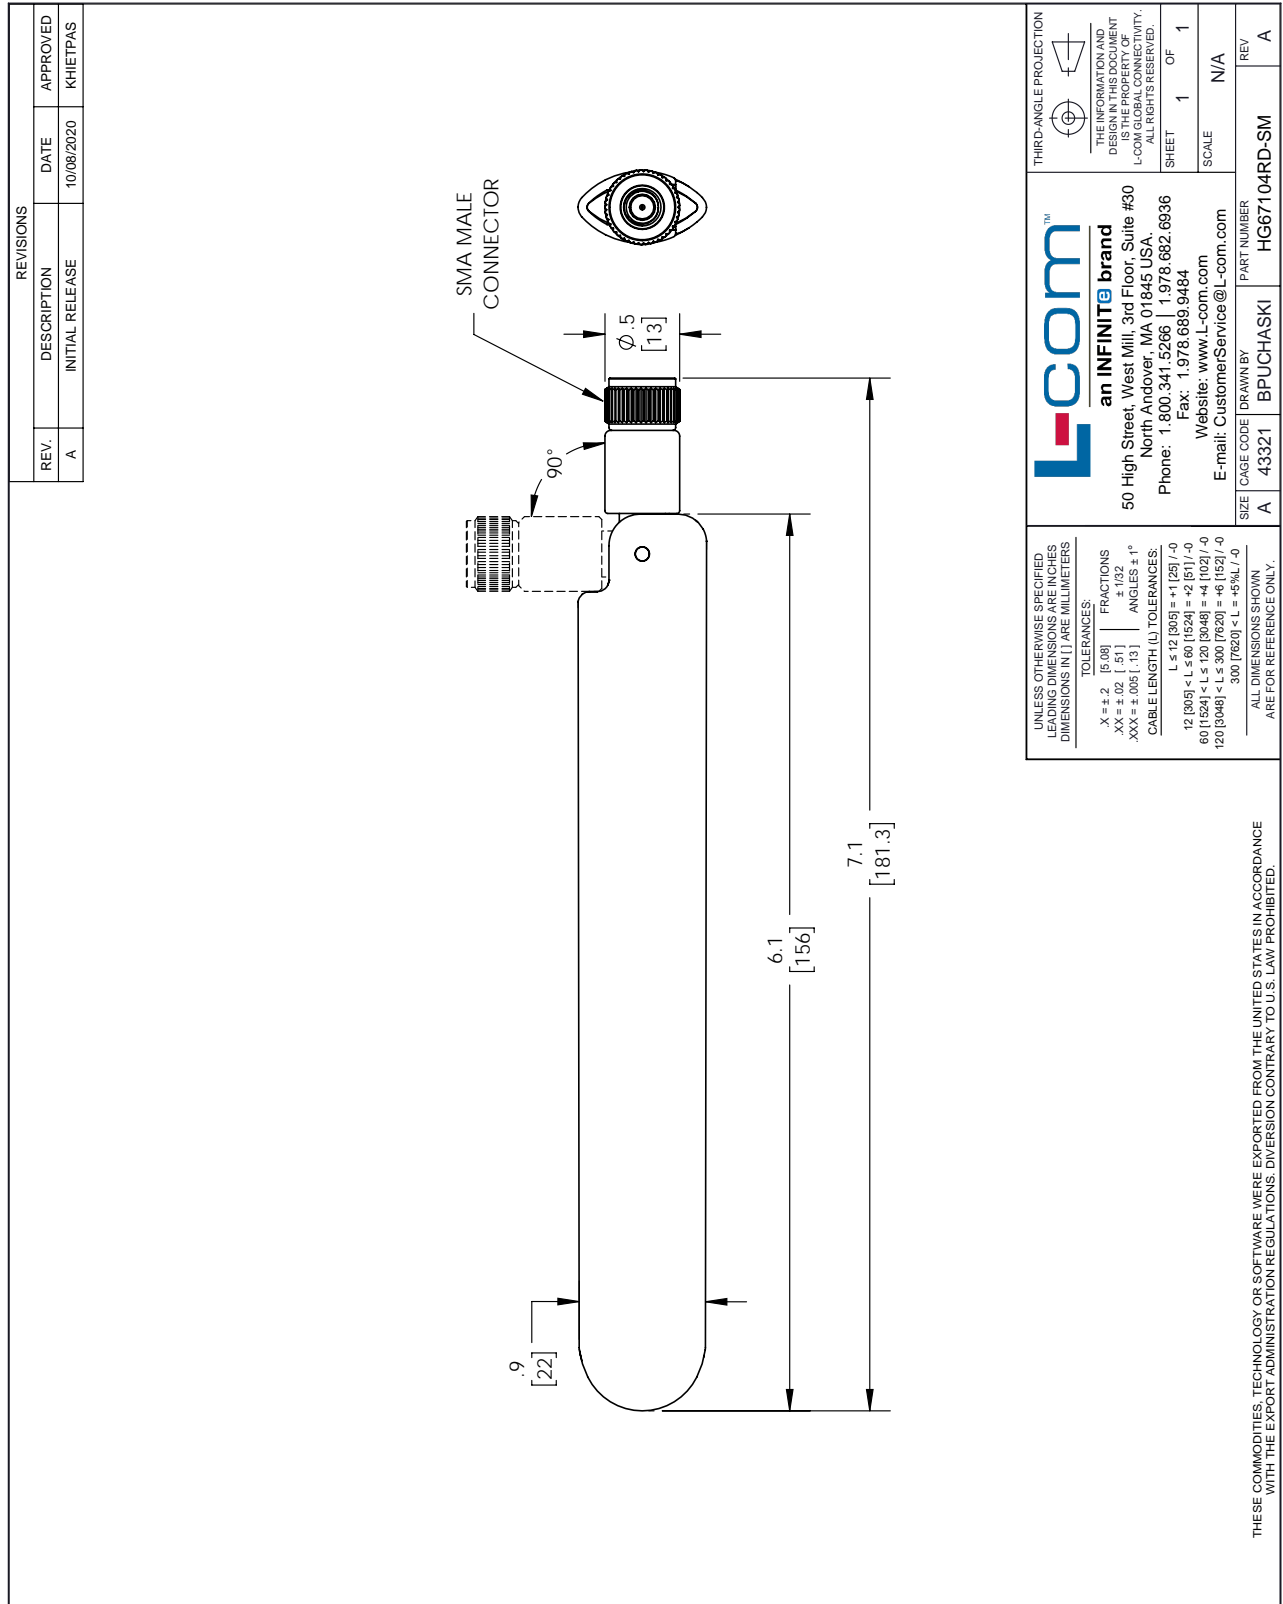 REVISIONS
REV.
DESCRIPTION
DATE
APPROVED
A
INITIAL RELEASE
10/08/2020
KHIETPAS
SMA MALE
CONNECTOR
90°
Ø.5
[13]
.9
[22]
6.1
[156]
7.1
[181.3]
UNLESS OTHERWISE SPECIFIED
LEADING DIMENSIONS ARE INCHES
DIMENSIONS IN [ ] ARE MILLIMETERS
TOLERANCES:
.X = ± .2 [5.08]
.XX = ± .02 [ .51 ]
.XXX = ± .005 [ .13 ]
FRACTIONS
± 1/32
ANGLES ± 1°
CABLE LENGTH (L) TOLERANCES:
L ≤ 12 [305] = +1 [25] / -0
12 [305] < L ≤ 60 [1524] = +2 [51] / -0
60 [1524] < L ≤ 120 [3048] = +4 [102] / -0
120 [3048] < L ≤ 300 [7620] = +6 [152] / -0
300 [7620] < L = +5%L / -0
ALL DIMENSIONS SHOWN
ARE FOR REFERENCE ONLY.
L-com™
an INFINITe brand
50 High Street, West Mill, 3rd Floor, Suite #30
North Andover, MA 01845 USA.
Phone: 1.800.341.5266 | 1.978.682.6936
Fax: 1.978.689.9484
Website: www.L-com.com
E-mail: CustomerService@L-com.com
THIRD-ANGLE PROJECTION
THE INFORMATION AND
DESIGN IN THIS DOCUMENT
IS THE PROPERTY OF
L-COM GLOBAL CONNECTIVITY.
ALL RIGHTS RESERVED.
SHEET 1 OF 1
SCALE
N/A
SIZE
A
CAGE CODE
43321
DRAWN BY
BPUCHASKI
PART NUMBER
HG67104RD-SM
REV
A
THESE COMMODITIES, TECHNOLOGY OR SOFTWARE WERE EXPORTED FROM THE UNITED STATES IN ACCORDANCE
WITH THE EXPORT ADMINISTRATION REGULATIONS. DIVERSION CONTRARY TO U.S. LAW PROHIBITED.